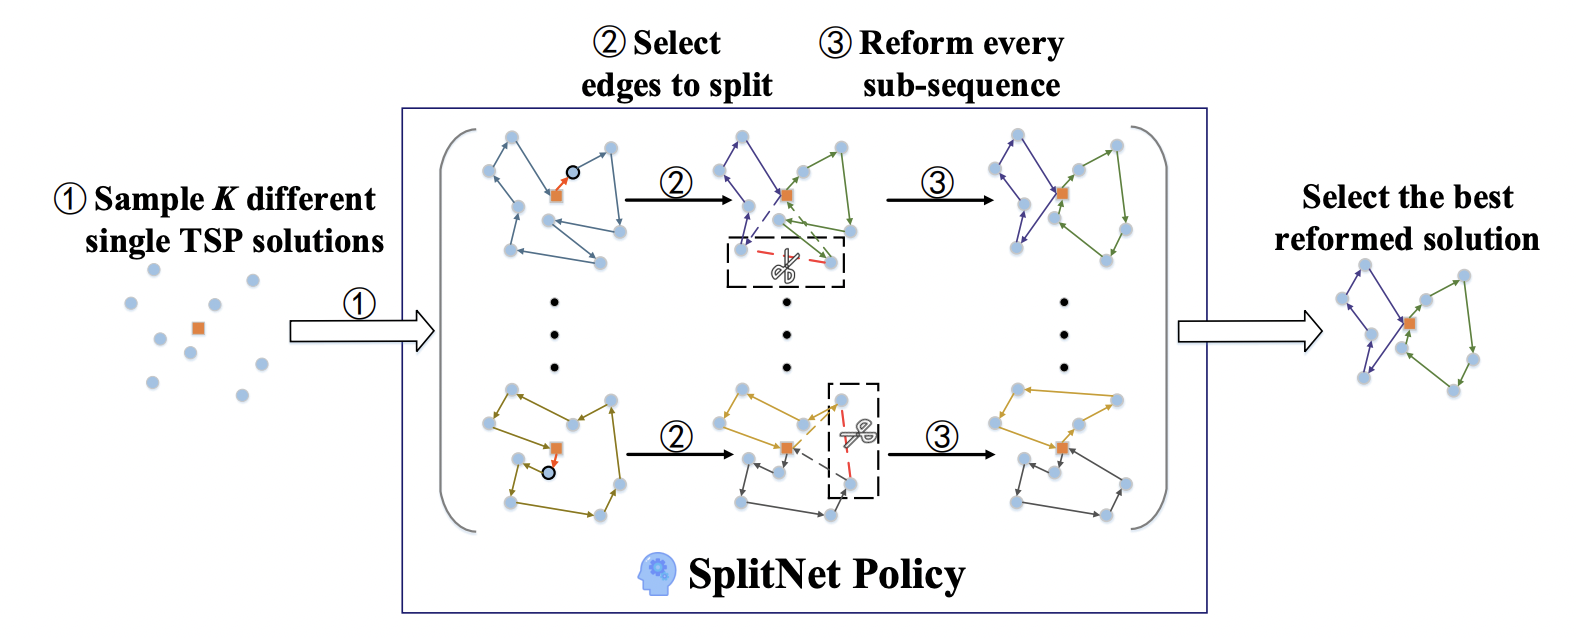 ② Select
edges to split
③ Reform every
sub-sequence
① Sample K different
single TSP solutions
①
②
③
②
③
Select the best
reformed solution
SplitNet Policy